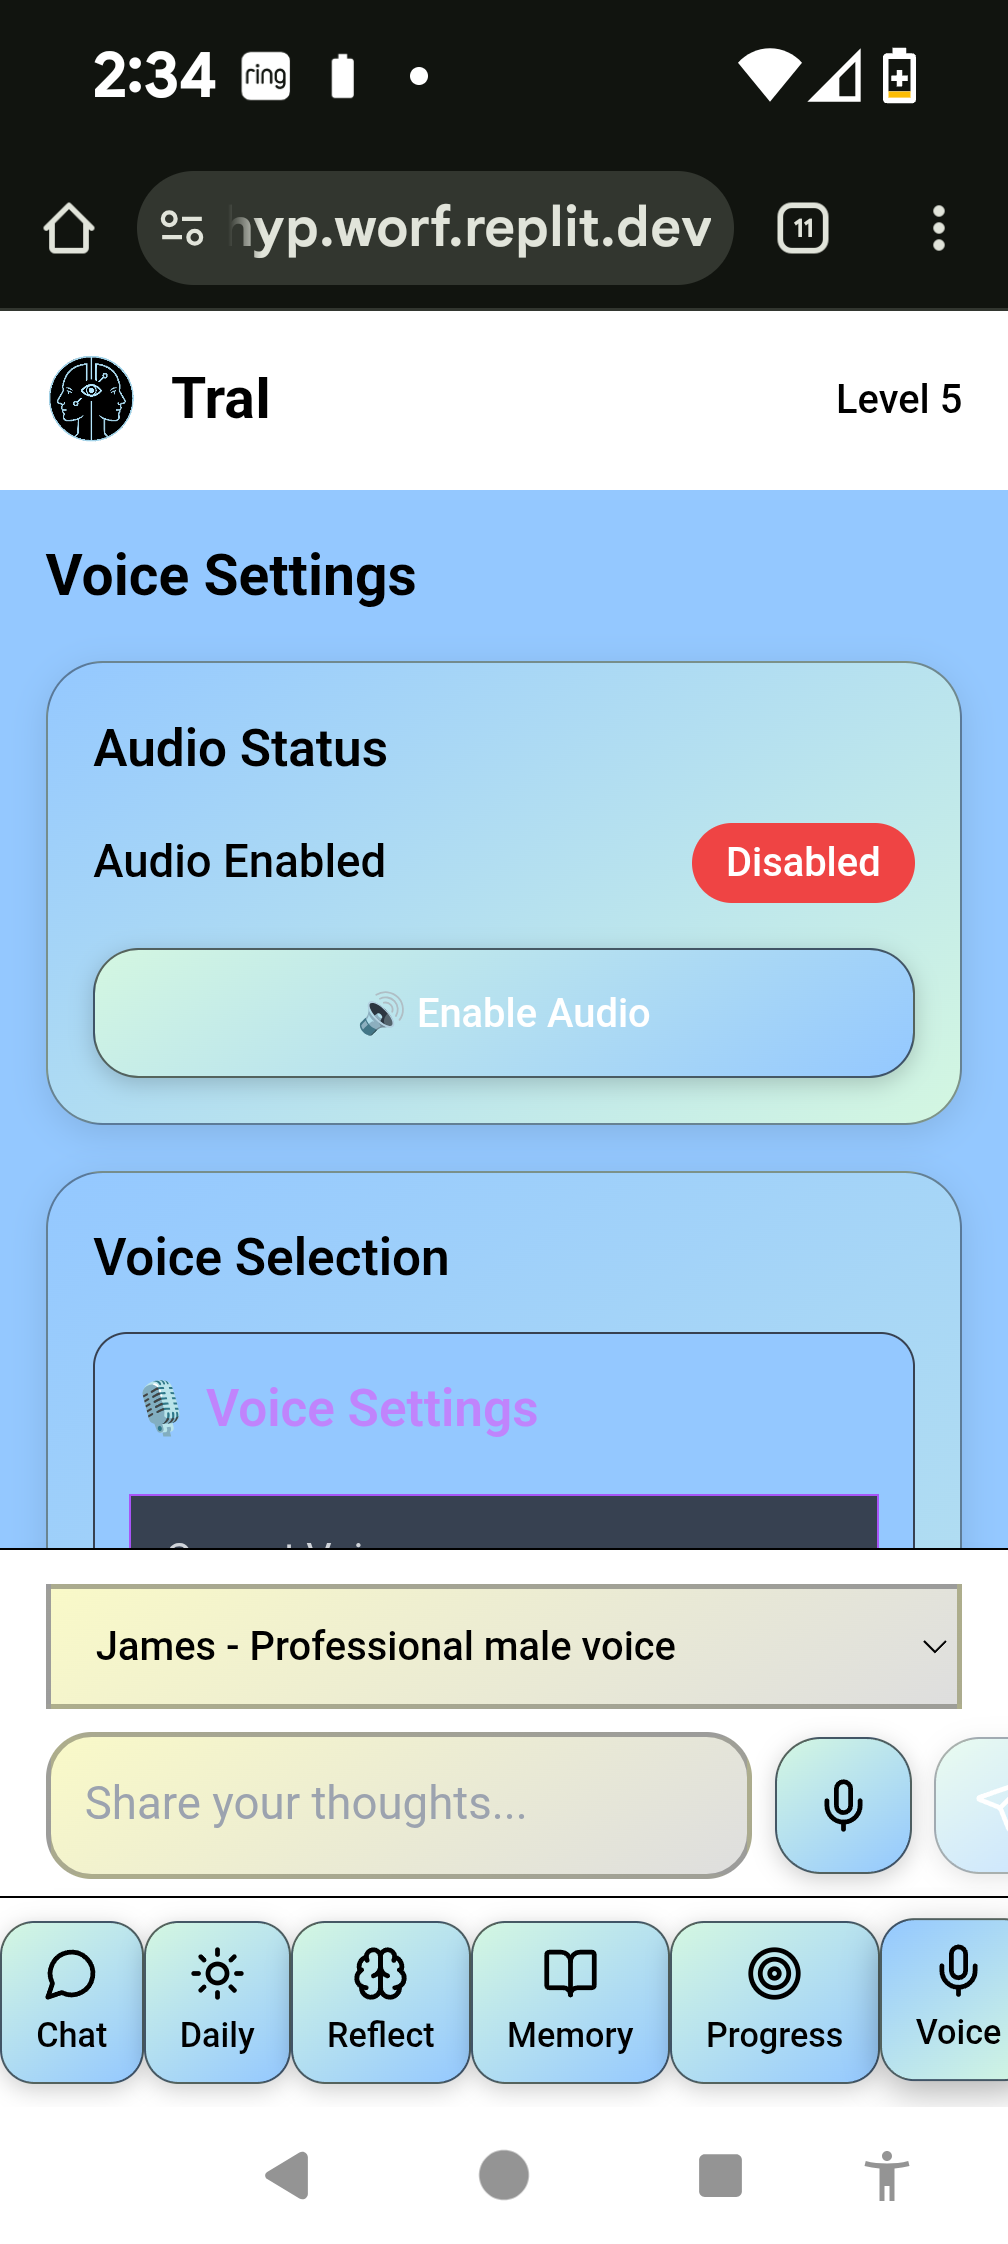 2:34 ring
hyp.worf.replit.dev 11
Tral Level 5
Voice Settings
Audio Status
Audio Enabled Disabled
🔊 Enable Audio
Voice Selection
🎙️ Voice Settings
James - Professional male voice
Share your thoughts...
Chat Daily Reflect Memory Progress Voice